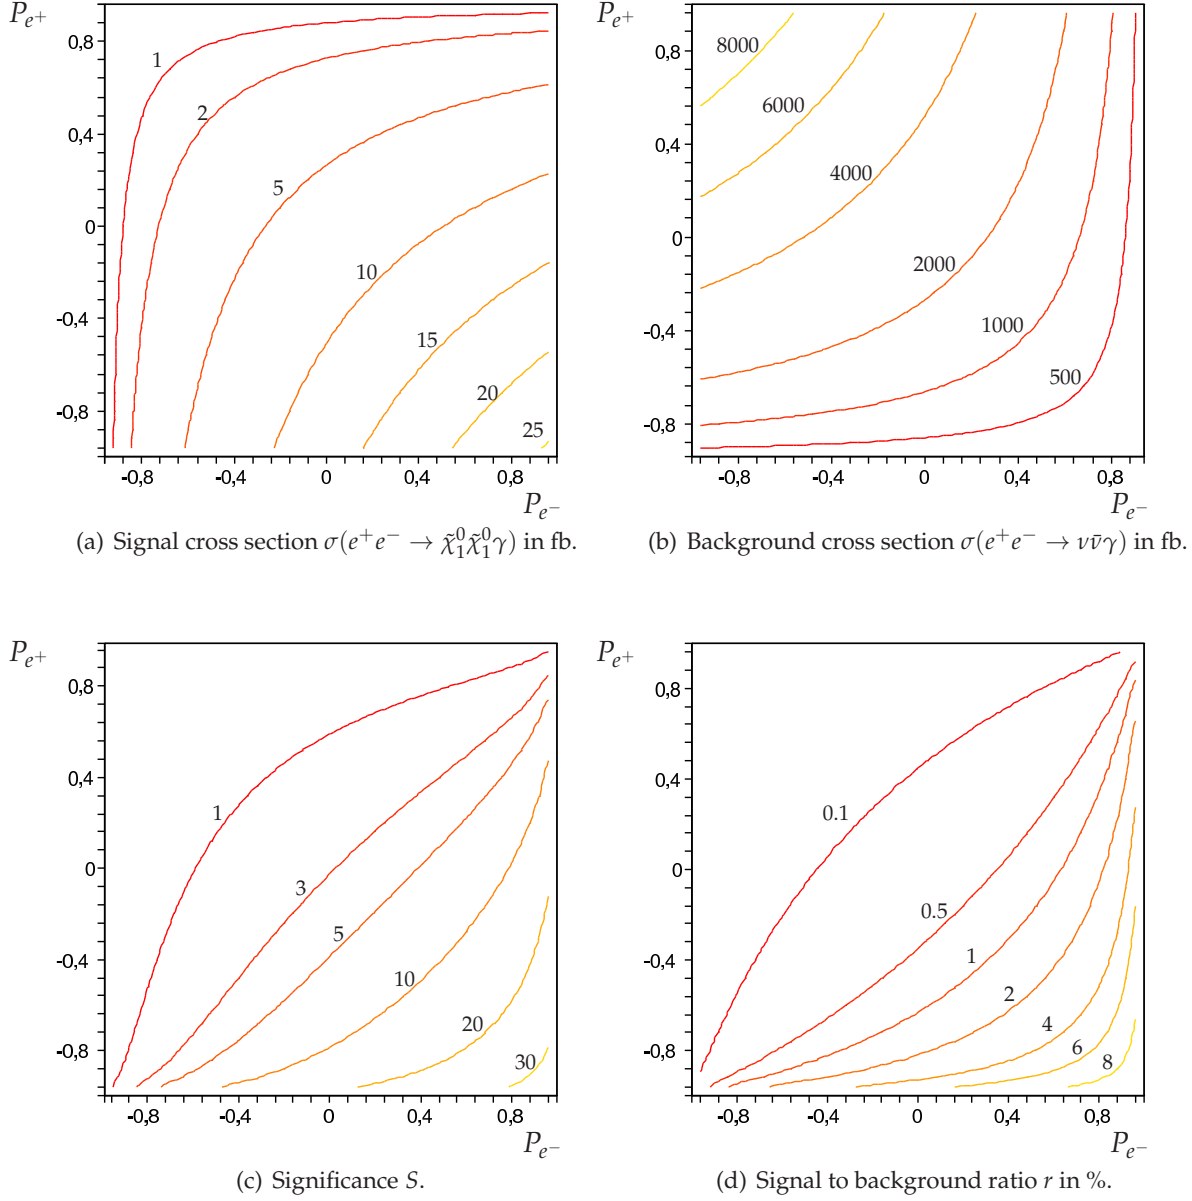 P_{e^+}
0,8
0,4
0
-0,4
-0,8
1
2
5
10
15
20
25
-0,8 -0,4 0 0,4 0,8
P_{e^-}
(a) Signal cross section σ(e⁺e⁻ → χ̃⁰₁χ̃⁰₁γ) in fb.
P_{e^+}
0,8
0,4
0
-0,4
-0,8
8000
6000
4000
2000
1000
500
-0,8 -0,4 0 0,4 0,8
P_{e^-}
(b) Background cross section σ(e⁺e⁻ → νν̄γ) in fb.
P_{e^+}
0,8
0,4
0
-0,4
-0,8
1
3
5
10
20
30
-0,8 -0,4 0 0,4 0,8
P_{e^-}
(c) Significance S.
P_{e^+}
0,8
0,4
0
-0,4
-0,8
0.1
0.5
1
2
4
6
8
-0,8 -0,4 0 0,4 0,8
P_{e^-}
(d) Signal to background ratio r in %.